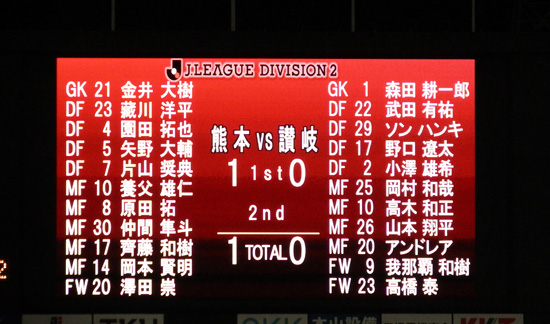 J.LEAGUE DIVISION 2
GK 21 金井 大樹
DF 23 藏川 洋平
DF 4 園田 拓也
DF 5 矢野 大輔
DF 7 片山 奨典
MF 10 養父 雄仁
MF 8 原田 拓
MF 30 仲間 隼斗
MF 17 齊藤 和樹
MF 14 岡本 賢明
FW 20 澤田 崇
熊本 VS 讃岐
1 1st 0
2nd
1 TOTAL 0
GK 1 森田 耕一郎
DF 22 武田 有祐
DF 29 ソン ハンキ
DF 17 野口 遼太
DF 2 小澤 雄希
MF 25 岡村 和哉
MF 10 高木 和正
MF 26 山本 翔平
MF 20 アンドレア
FW 9 我那覇 和樹
FW 23 高橋 泰